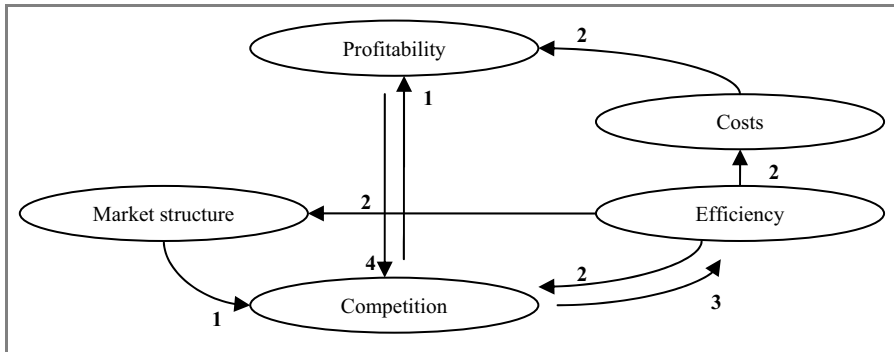 Profitability
2
1
Costs
2
Market structure
2
Efficiency
4
2
Competition
1
3